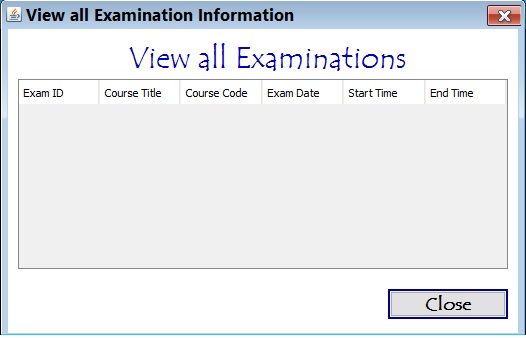 View all Examination Information
View all Examinations
Exam ID Course Title Course Code Exam Date Start Time End Time
Close